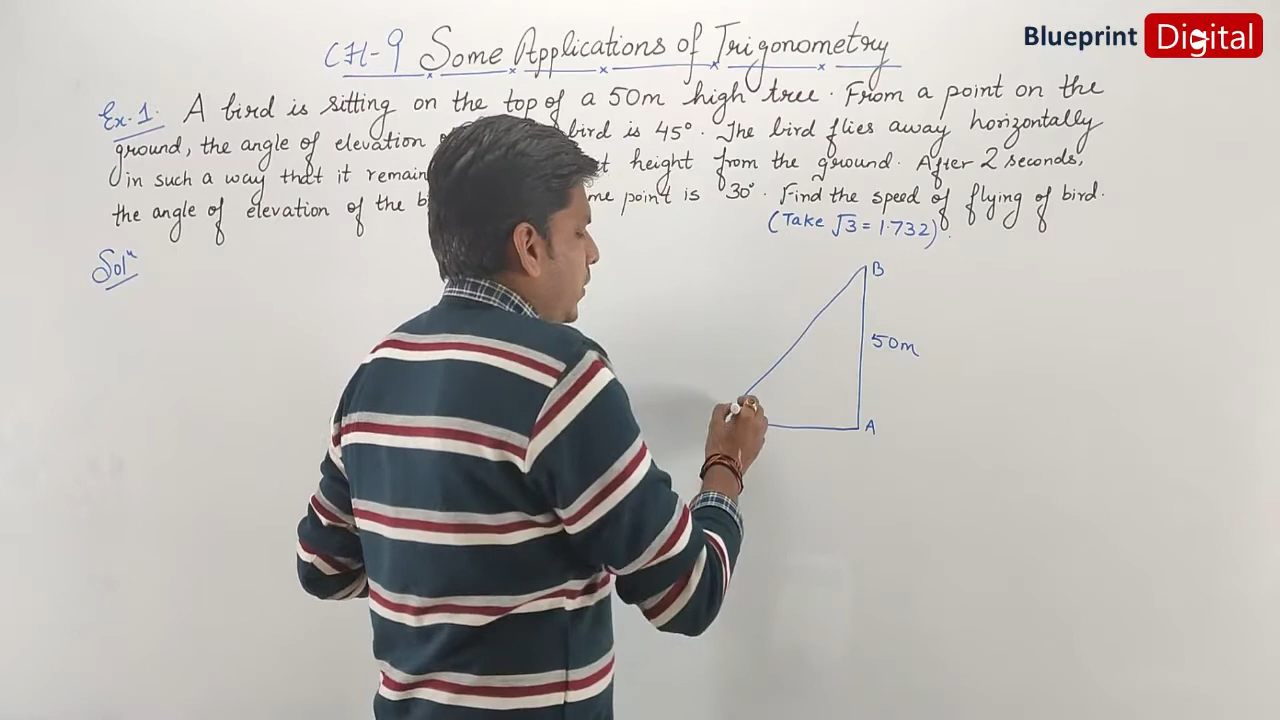 Blueprint Digital
CH-9 Some Applications of Trigonometry
Ex.1. A bird is sitting on the top of a 50m high tree. From a point on the
ground, the angle of elevation bird is 45°. The bird flies away horizontally
in such a way that it remain height from the ground. After 2 seconds,
the angle of elevation of the point is 30°. Find the speed of flying of bird.
(Take √3 = 1.732).
Solⁿ
B
50m
A